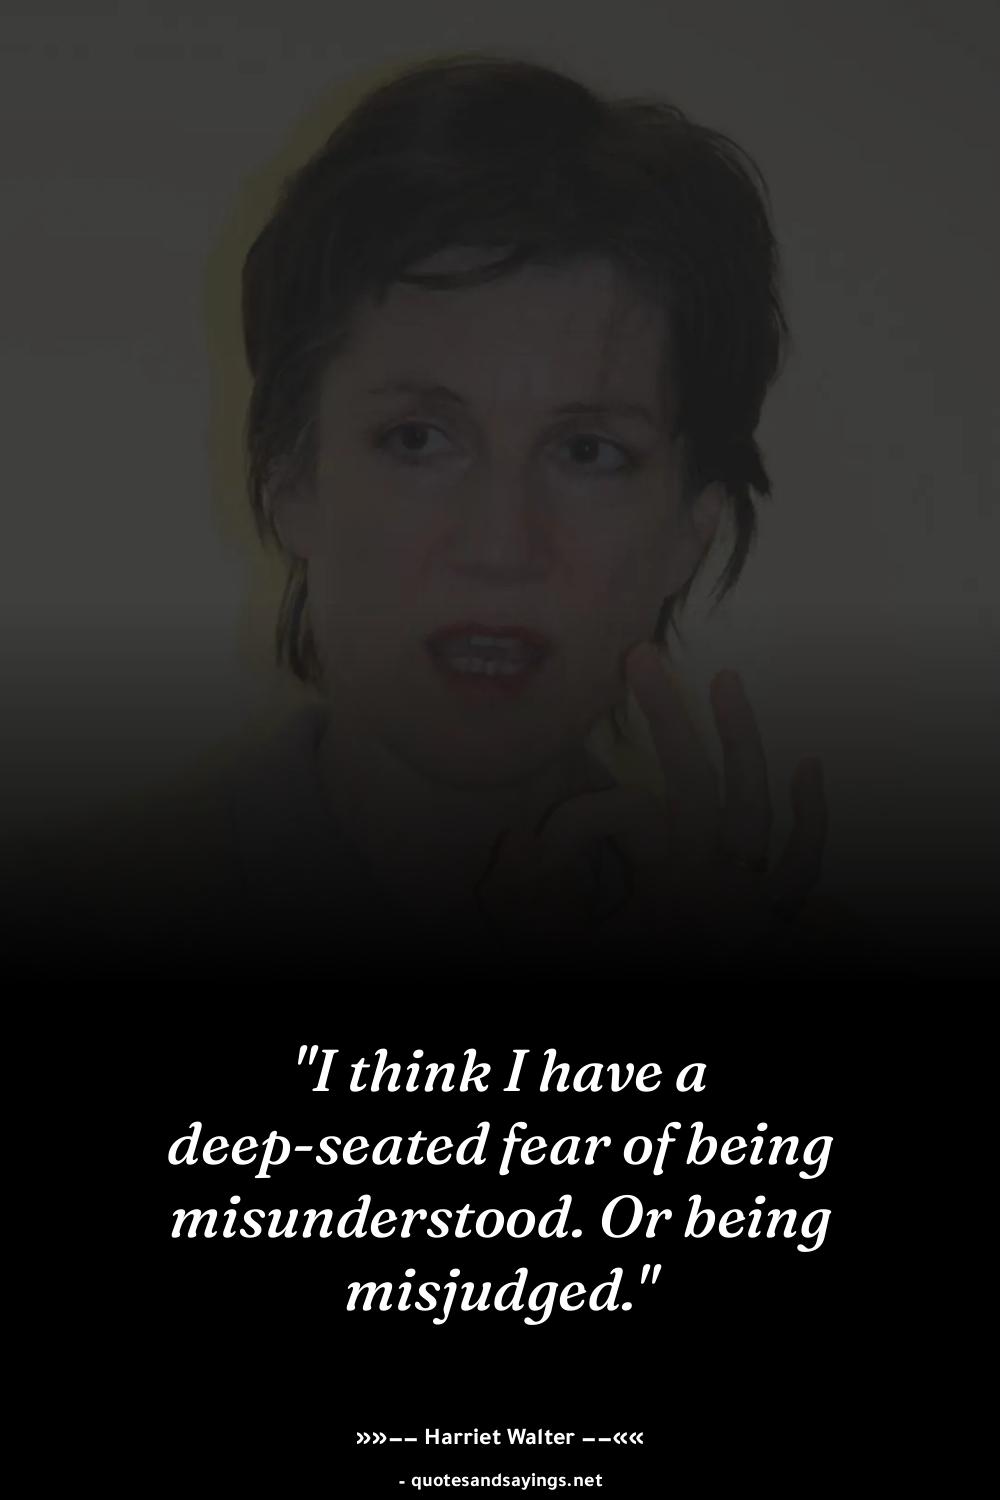 "I think I have a
deep-seated fear of being
misunderstood. Or being
misjudged."
»»–– Harriet Walter ––««
- quotesandsayings.net